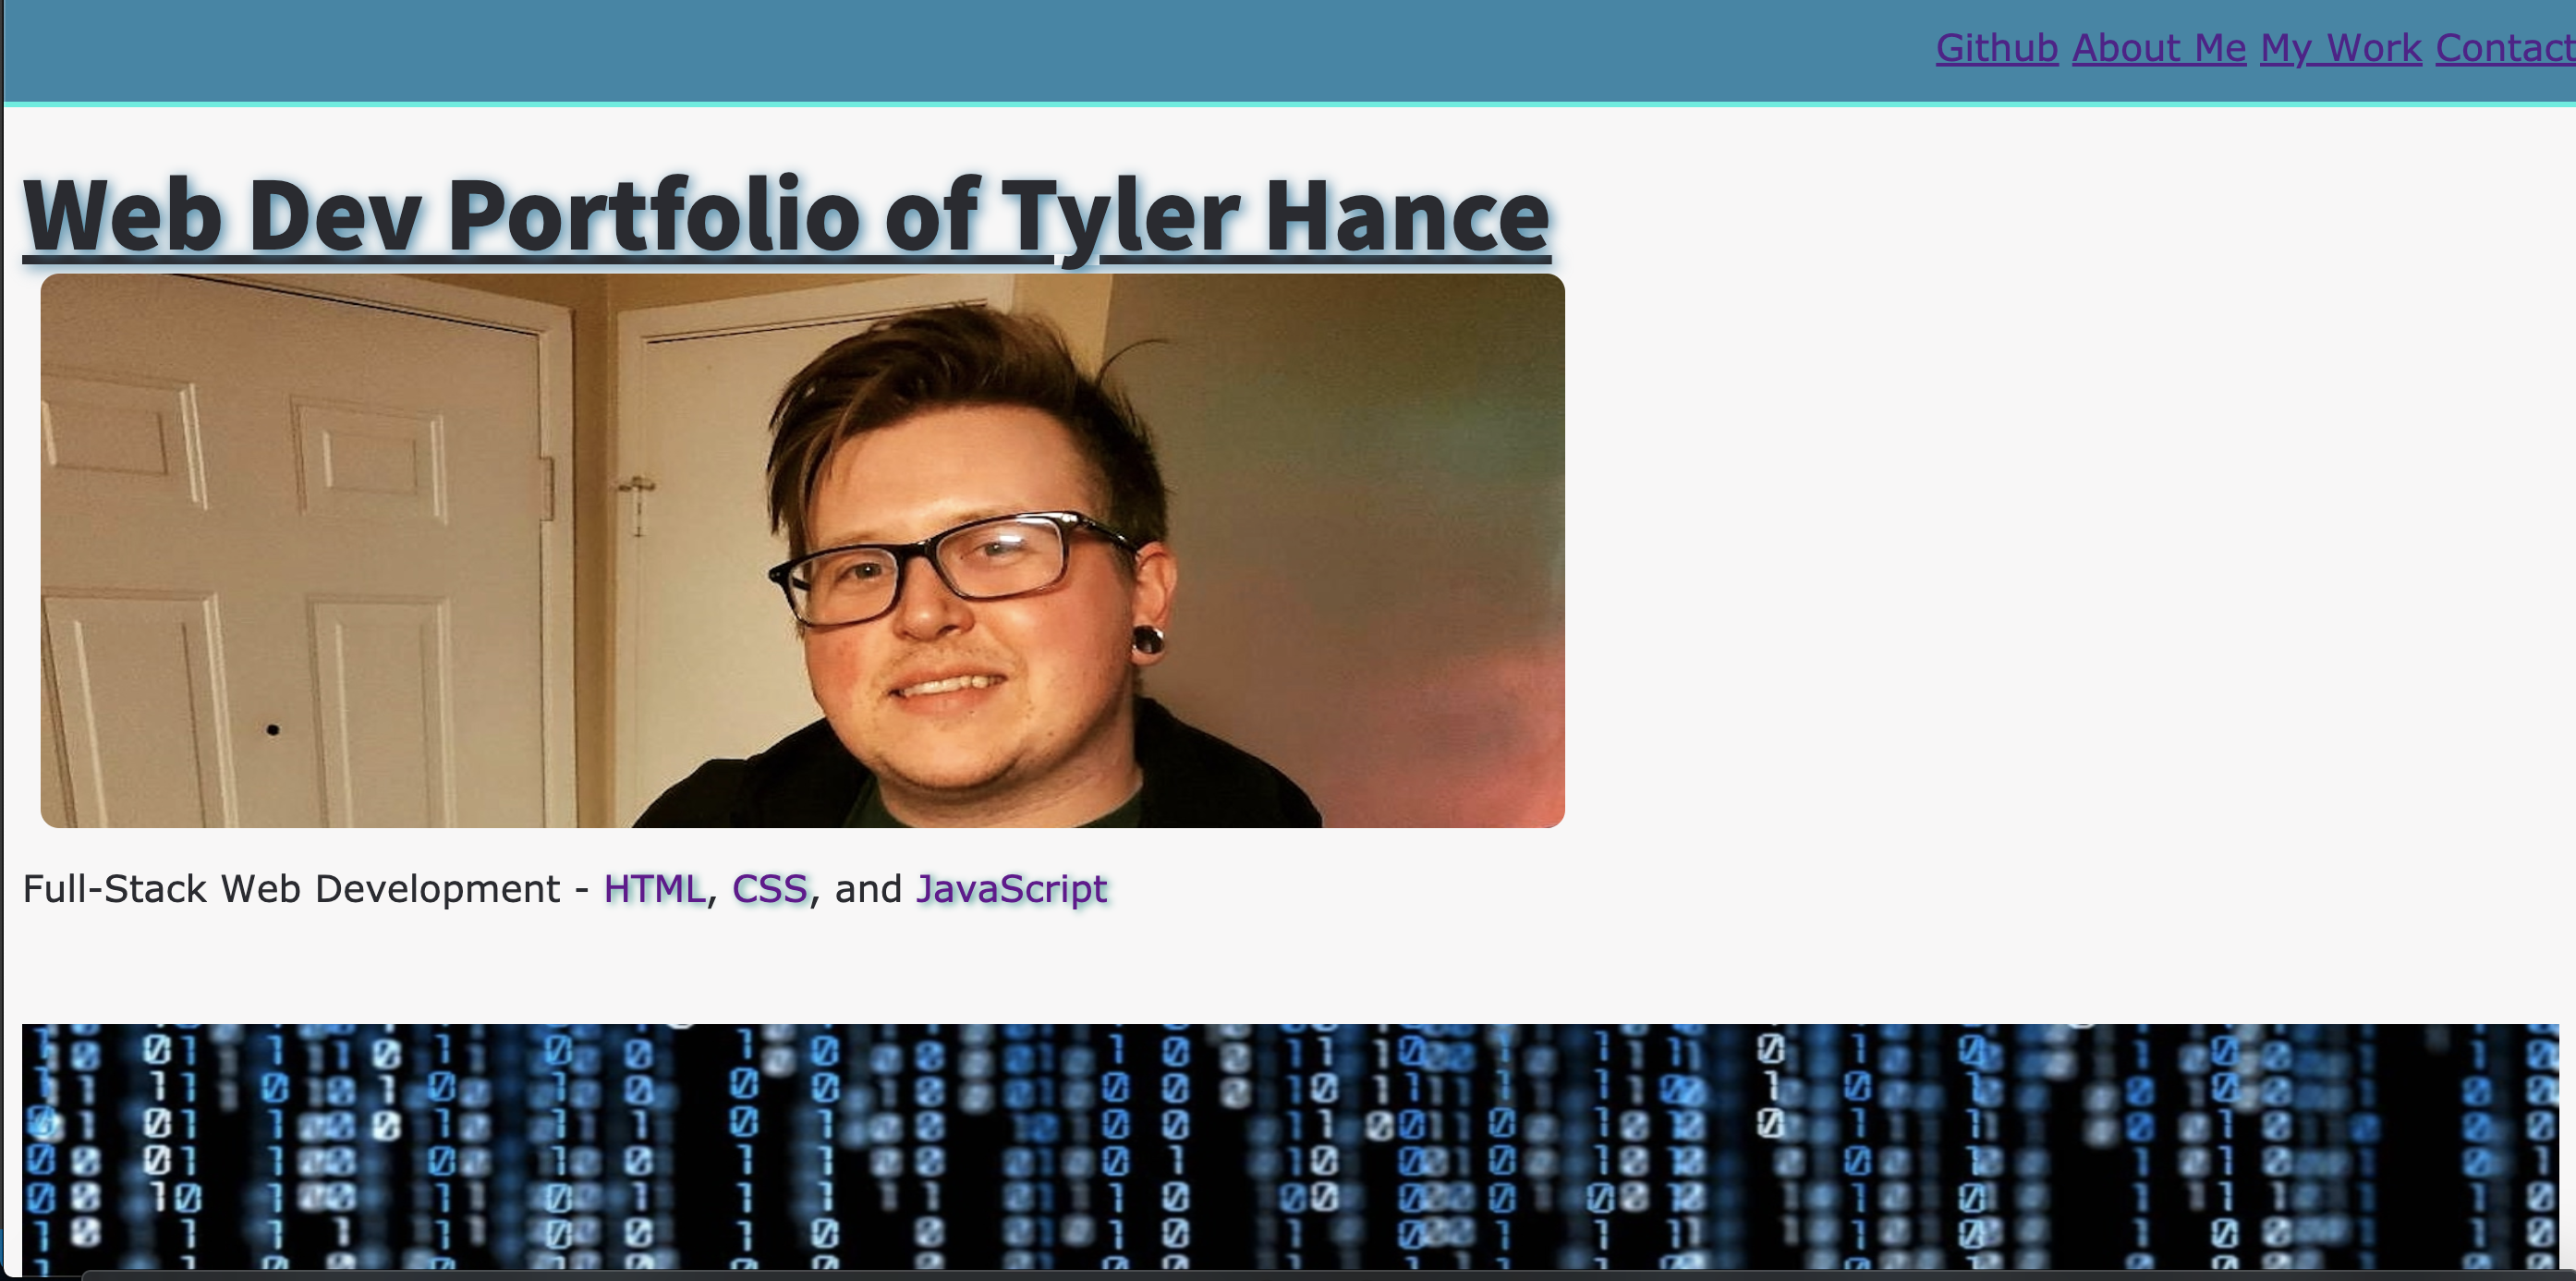 Github About Me My Work Contact
Web Dev Portfolio of Tyler Hance
Full-Stack Web Development - HTML, CSS, and JavaScript